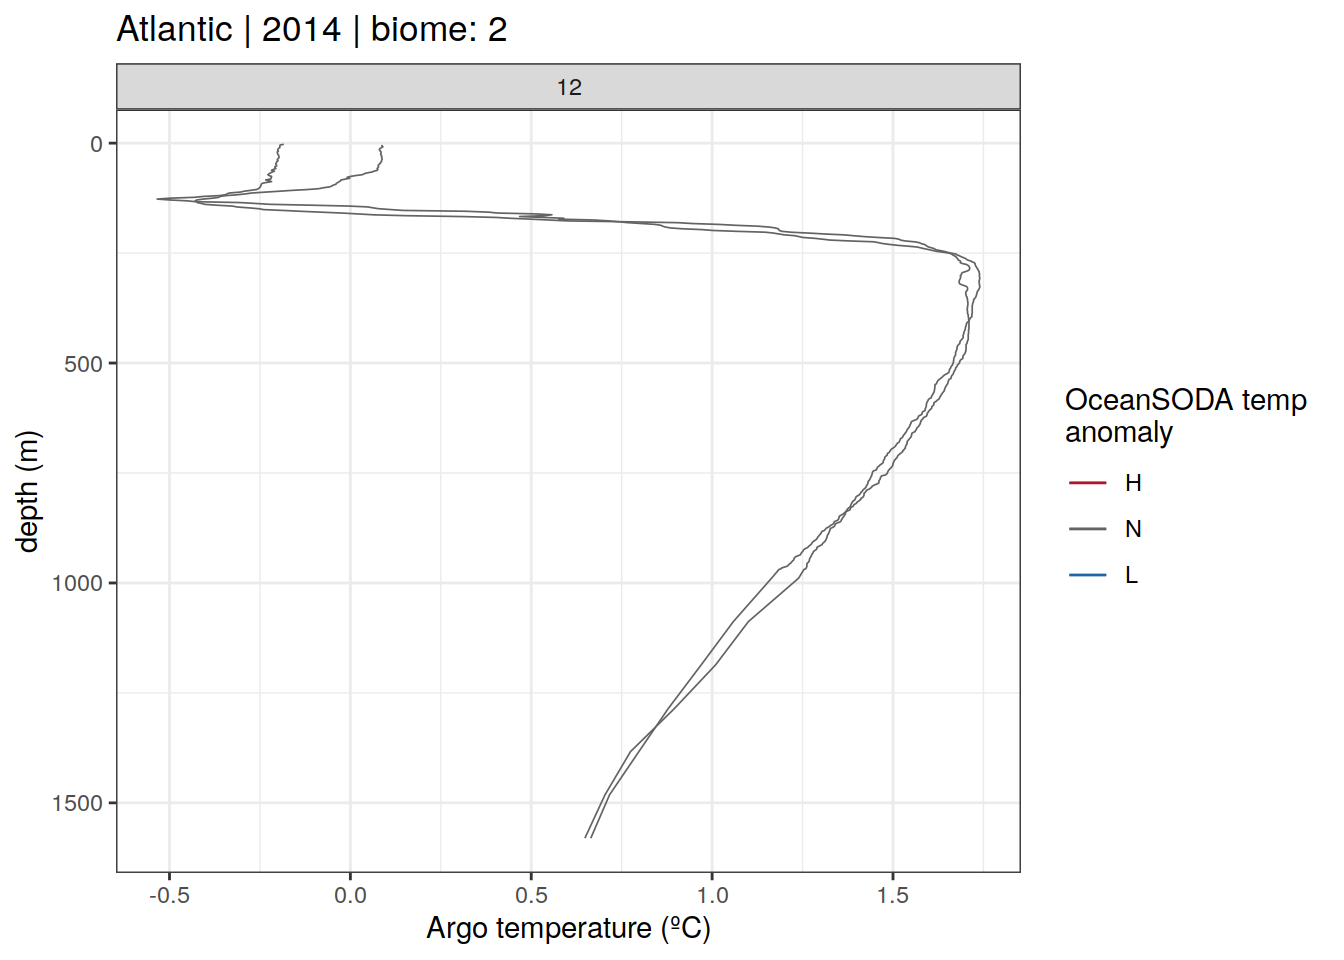 Atlantic | 2014 | biome: 2
12
0
500
1000
1500
depth (m)
-0.5
0.0
0.5
1.0
1.5
Argo temperature (ºC)
OceanSODA temp
anomaly
H
N
L